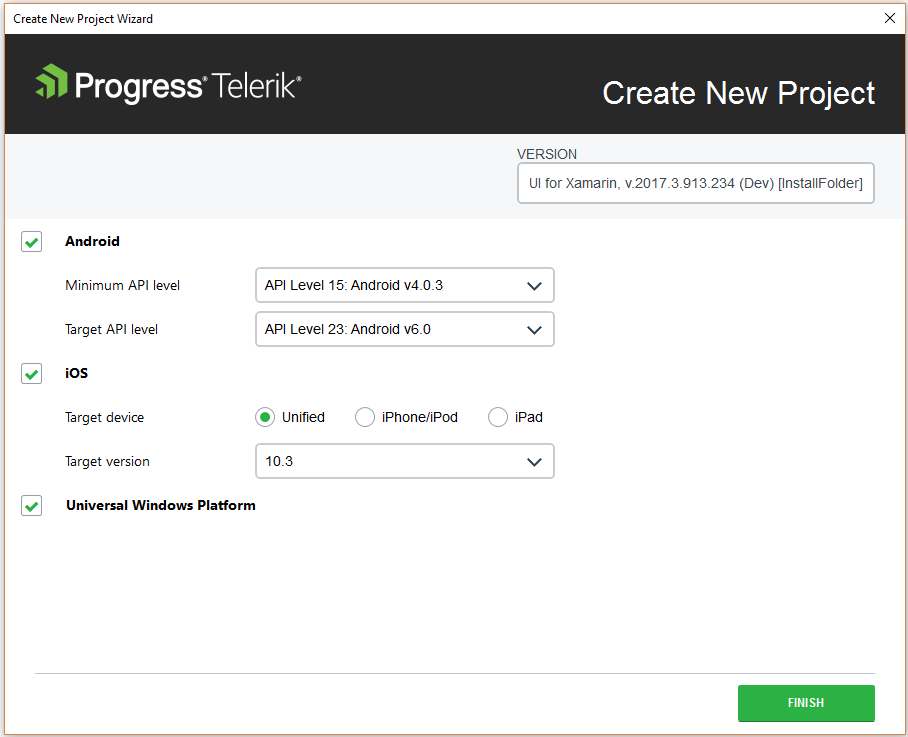 Create New Project Wizard
Progress® Telerik®
Create New Project
VERSION
UI for Xamarin, v.2017.3.913.234 (Dev) [InstallFolder]
Android
Minimum API level API Level 15: Android v4.0.3
Target API level API Level 23: Android v6.0
iOS
Target device Unified iPhone/iPod iPad
Target version 10.3
Universal Windows Platform
FINISH